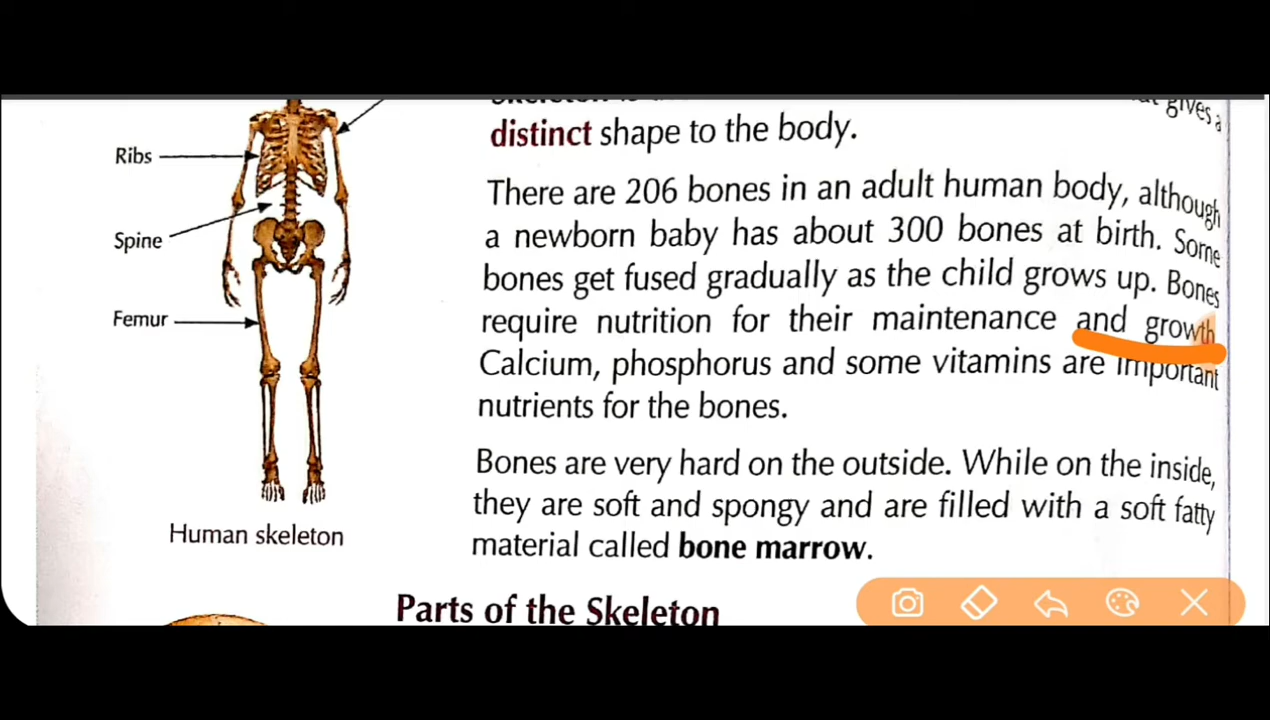 Ribs
Spine
Femur
Human skeleton
gives a
distinct shape to the body.
There are 206 bones in an adult human body, although
a newborn baby has about 300 bones at birth. Some
bones get fused gradually as the child grows up. Bones
require nutrition for their maintenance and growth
Calcium, phosphorus and some vitamins are important
nutrients for the bones.
Bones are very hard on the outside. While on the inside,
they are soft and spongy and are filled with a soft fatty
material called bone marrow.
Parts of the Skeleton